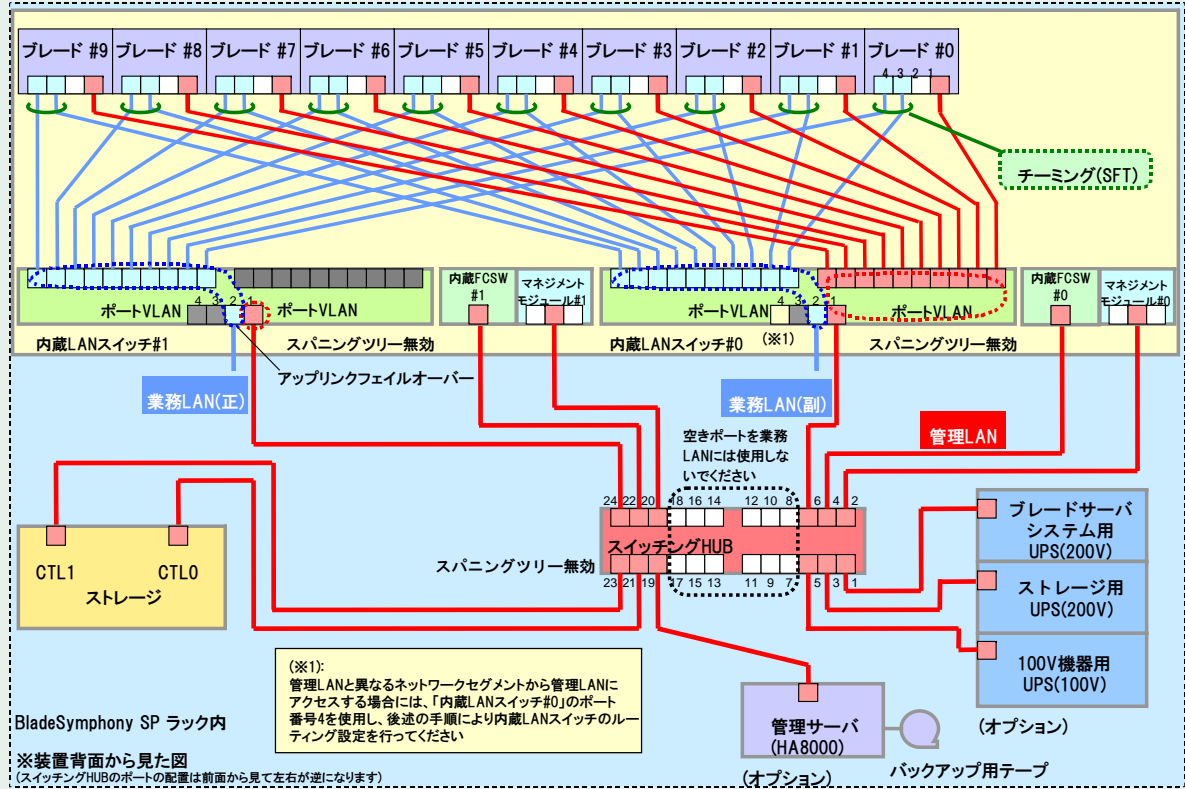 ブレード #9
ブレード #8
ブレード #7
ブレード #6
ブレード #5
ブレード #4
ブレード #3
ブレード #2
ブレード #1
ブレード #0
4 3 2 1
チーミング(SFT)
ポートVLAN
4 3 2 1
ポートVLAN
内蔵LANスイッチ#1
スパニングツリー無効
内蔵FCSW
#1
マネジメント
モジュール#1
ポートVLAN
4 3 2 1
ポートVLAN
内蔵LANスイッチ#0
(※1)
スパニングツリー無効
内蔵FCSW
#0
マネジメント
モジュール#0
アップリンクフェイルオーバー
業務LAN(正)
業務LAN(副)
管理LAN
空きポートを業務
LANには使用しな
いでください
24 22 20 18 16 14 12 10 8 6 4 2
スイッチングHUB
スパニングツリー無効
23 21 19 17 15 13 11 9 7 5 3 1
CTL1
CTL0
ストレージ
ブレードサーバ
システム用
UPS(200V)
ストレージ用
UPS(200V)
100V機器用
UPS(100V)
(オプション)
(※1):
管理LANと異なるネットワークセグメントから管理LANに
アクセスする場合には、「内蔵LANスイッチ#0」のポート
番号4を使用し、後述の手順により内蔵LANスイッチのルー
ティング設定を行ってください
管理サーバ
(HA8000)
(オプション)
バックアップ用テープ
BladeSymphony SP ラック内
※装置背面から見た図
(スイッチングHUBのポートの配置は前面から見て左右が逆になります)